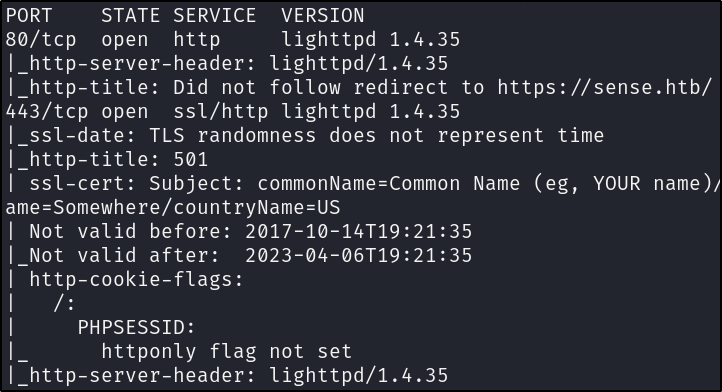 PORT    STATE SERVICE  VERSION
80/tcp  open  http     lighttpd 1.4.35
|_http-server-header: lighttpd/1.4.35
|_http-title: Did not follow redirect to https://sense.htb/
443/tcp open  ssl/http lighttpd 1.4.35
|_ssl-date: TLS randomness does not represent time
|_http-title: 501
| ssl-cert: Subject: commonName=Common Name (eg, YOUR name)/
ame=Somewhere/countryName=US
| Not valid before: 2017-10-14T19:21:35
|_Not valid after:  2023-04-06T19:21:35
| http-cookie-flags:
|   /:
|     PHPSESSID:
|_      httponly flag not set
|_http-server-header: lighttpd/1.4.35